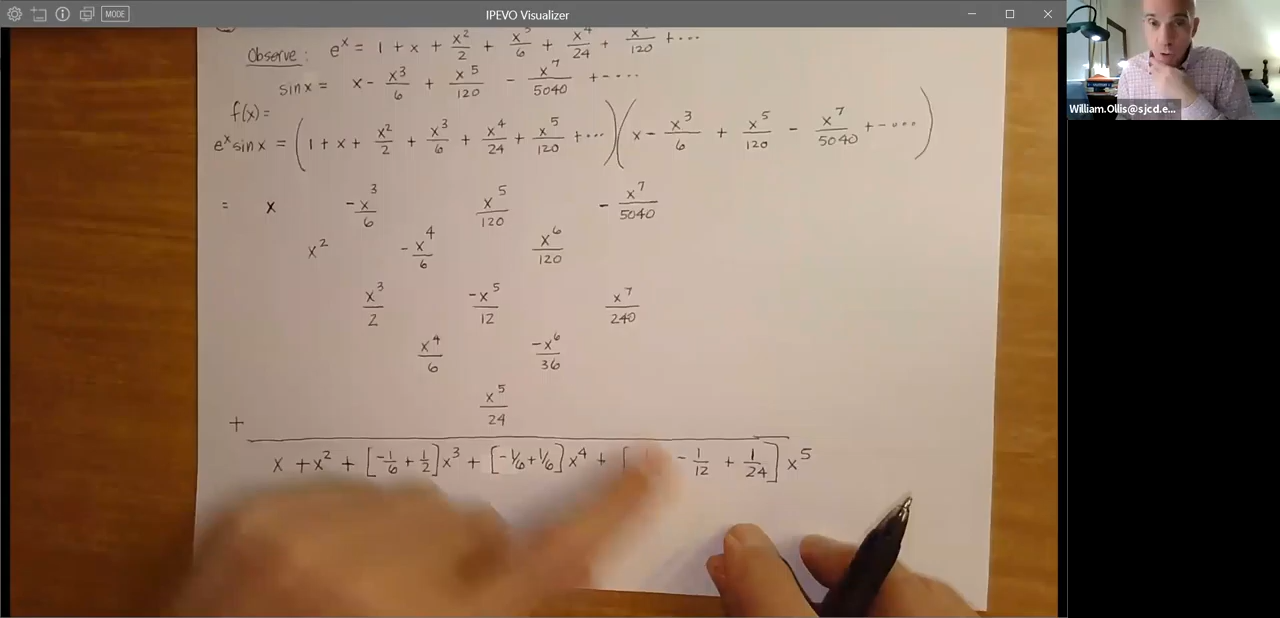 IPEVO Visualizer
MODE
Observe: e^x = 1 + x + x^2/2 + x^3/6 + x^4/24 + x/120 + ...
sin x = x - x^3/6 + x^5/120 - x^7/5040 + - ...
f(x) =
e^x sin x = (1 + x + x^2/2 + x^3/6 + x^4/24 + x^5/120 + ...)(x - x^3/6 + x^5/120 - x^7/5040 + - ...)
= x -x^3/6 x^5/120 - x^7/5040
x^2 -x^4/6 x^6/120
x^3/2 -x^5/12 x^7/240
x^4/6 -x^6/36
x^5/24
+
x + x^2 + [-1/6 + 1/2]x^3 + [-1/6 + 1/6]x^4 + [ - 1/12 + 1/24]x^5
William.Ollis@sjcd.e...